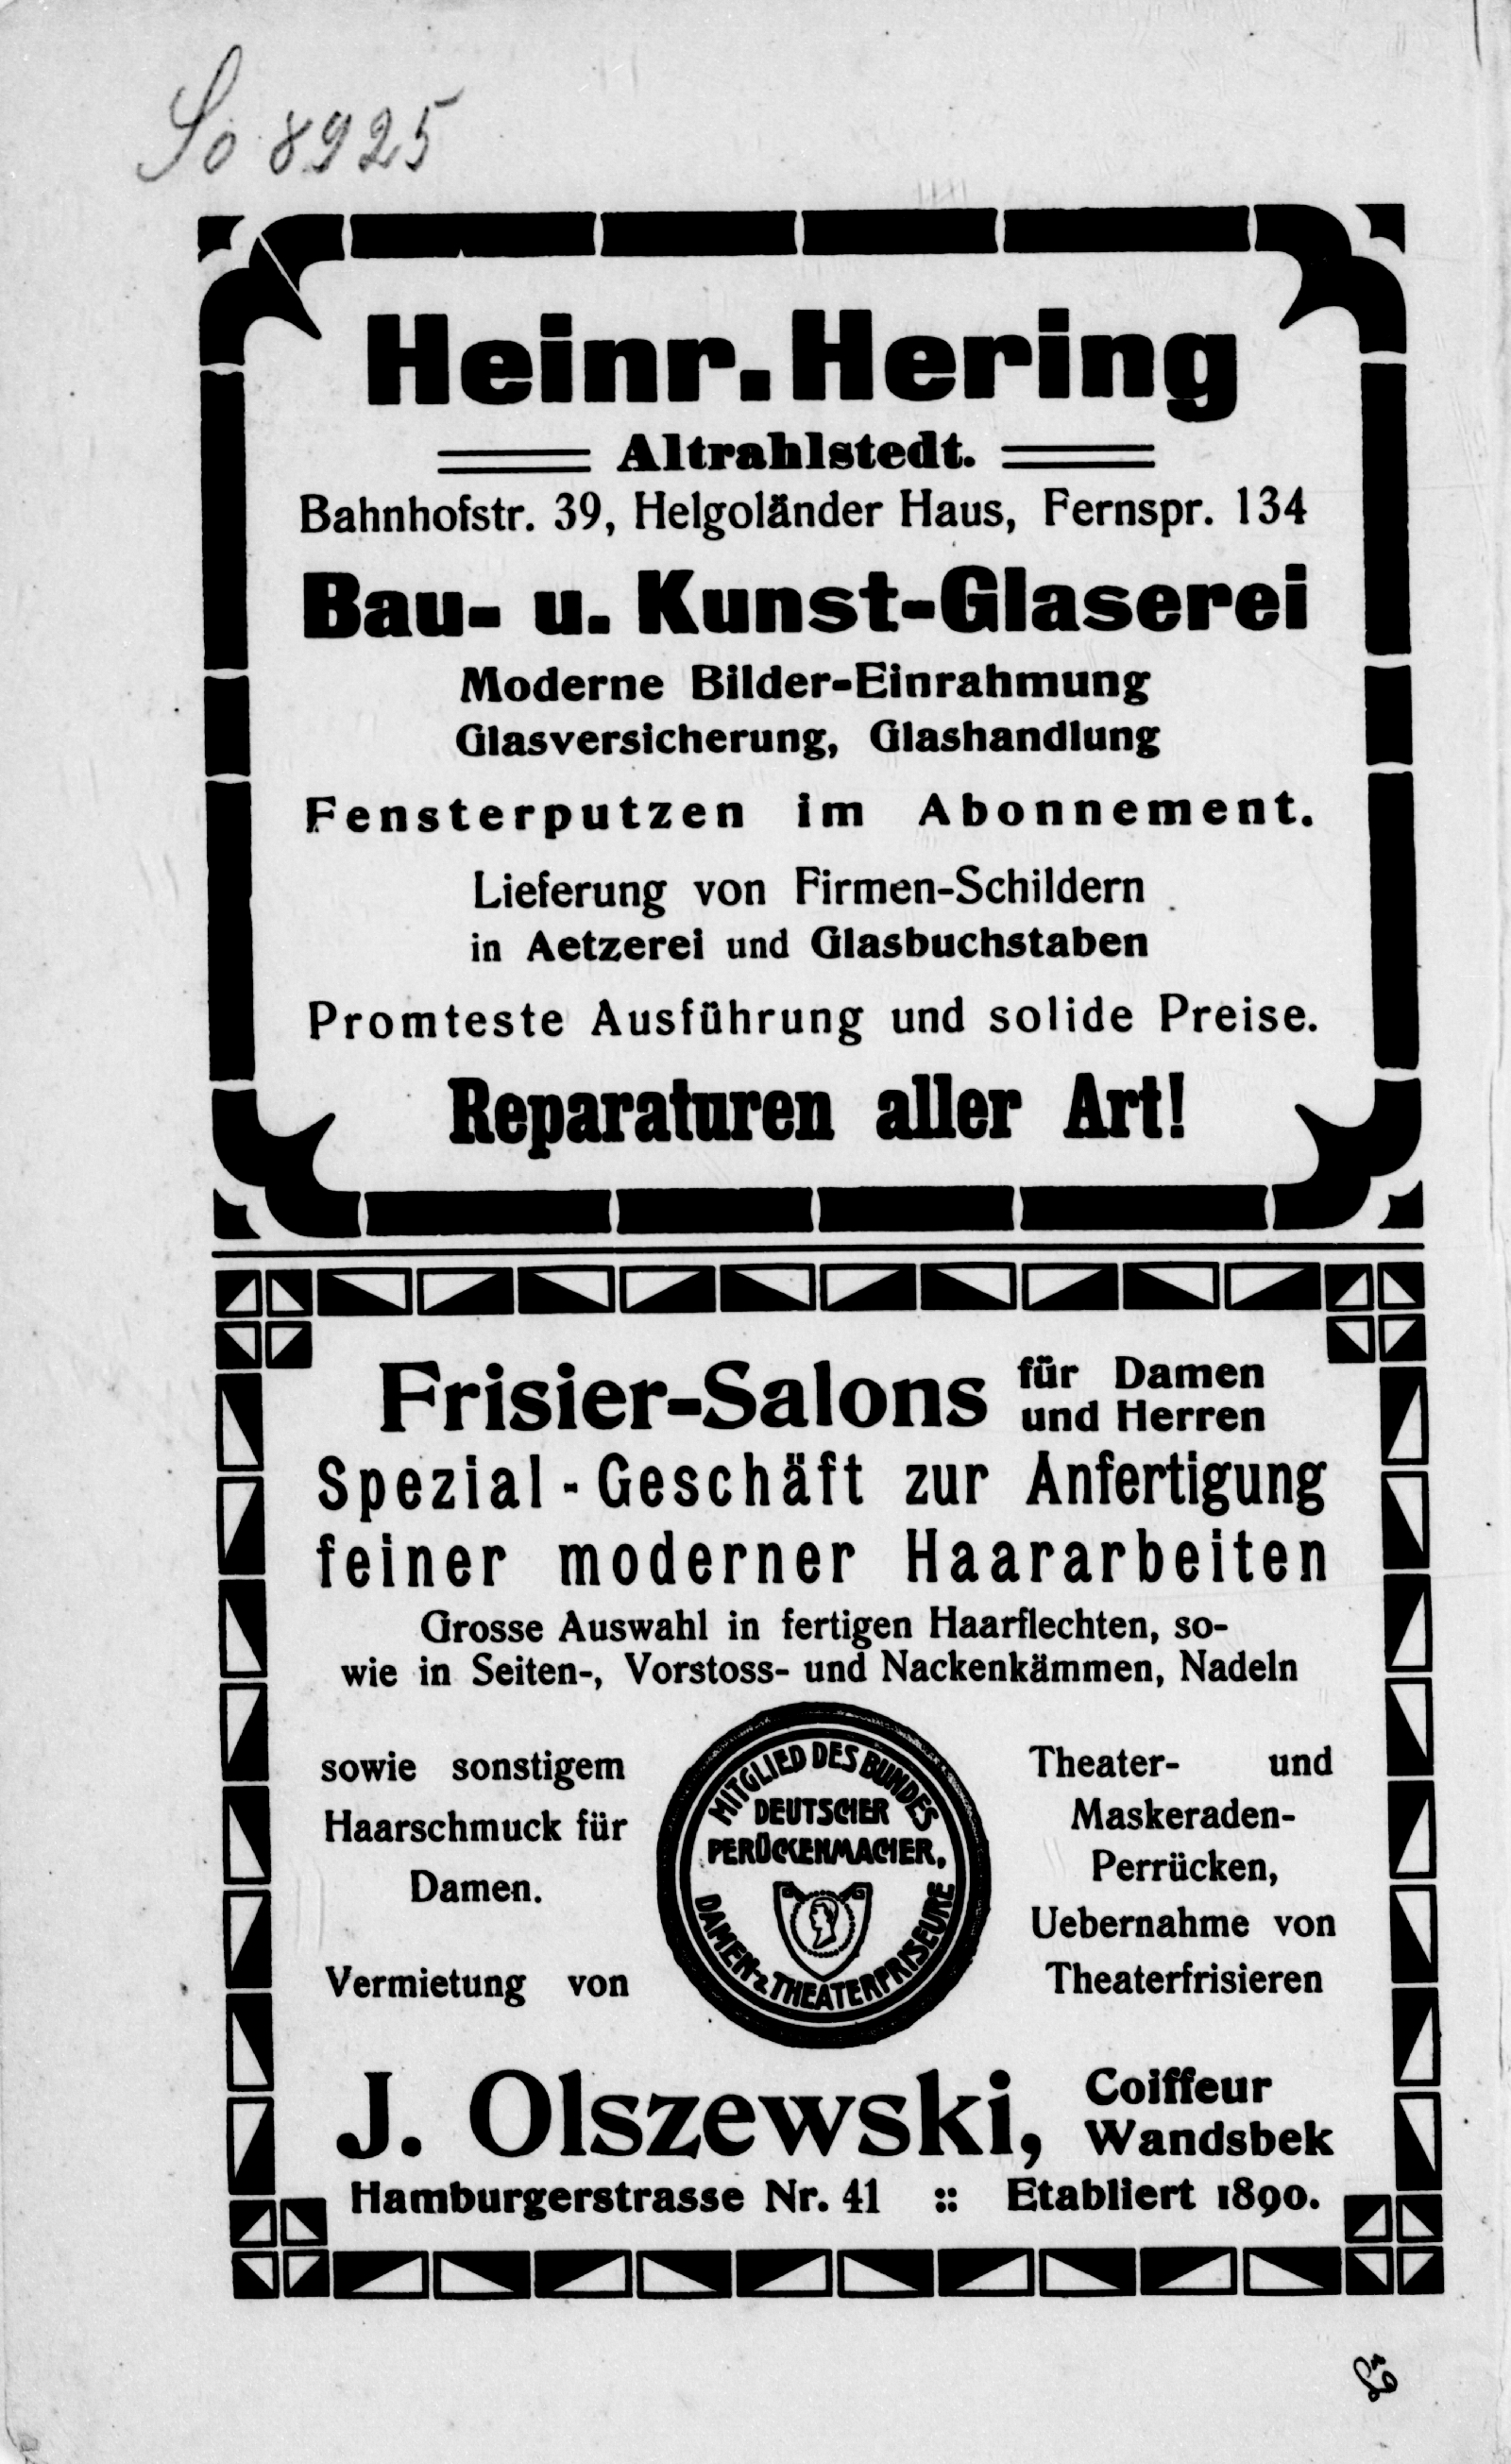 So 8925
Heinr. Hering
Altrahlstedt.
Bahnhofstr. 39, Helgoländer Haus, Fernspr. 134
Bau- u. Kunst-Glaserei
Moderne Bilder-Einrahmung
Glasversicherung, Glashandlung
Fensterputzen im Abonnement.
Lieferung von Firmen-Schildern
in Aetzerei und Glasbuchstaben
Promteste Ausführung und solide Preise.
Reparaturen aller Art!
Frisier-Salons für Damen
und Herren
Spezial-Geschäft zur Anfertigung
feiner moderner Haararbeiten
Grosse Auswahl in fertigen Haarflechten, so-
wie in Seiten-, Vorstoss- und Nackenkämmen, Nadeln
sowie sonstigem
Haarschmuck für
Damen.
Vermietung von
MITGLIED DES BUNDES
DEUTSCHER
PERÜCKENMACHER,
DAMEN- & THEATERFRISEURE
Theater- und
Maskeraden-
Perrücken,
Uebernahme von
Theaterfrisieren
J. Olszewski, Coiffeur
Wandsbek
Hamburgerstrasse Nr. 41 :: Etabliert 1890.